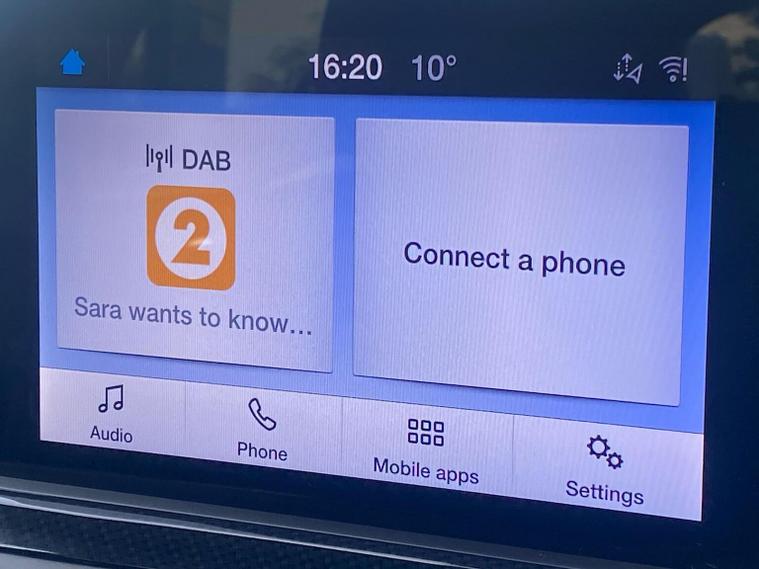 16:20 10°
DAB
2
Sara wants to know...
Connect a phone
Audio
Phone
Mobile apps
Settings